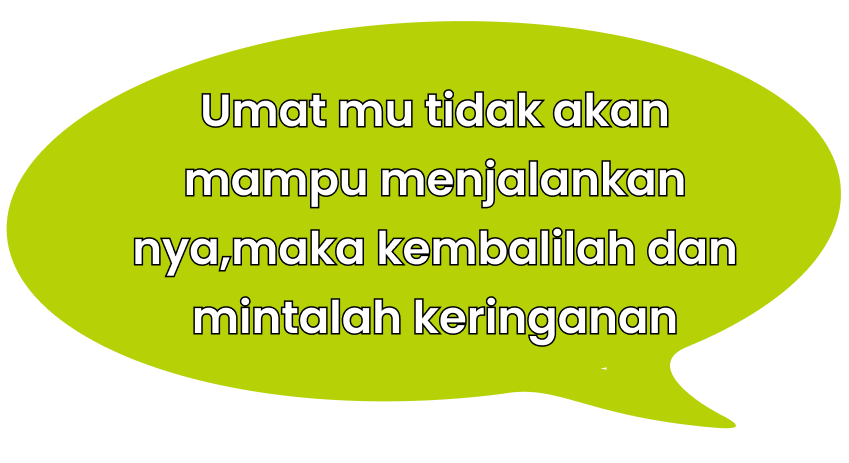 Umat mu tidak akan
mampu menjalankan
nya,maka kembalilah dan
mintalah keringanan